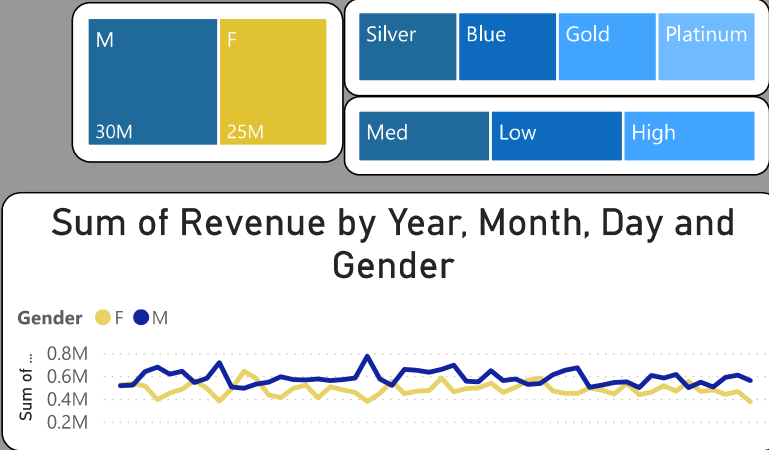 M
F
30M
25M
Silver
Blue
Gold
Platinum
Med
Low
High
Sum of Revenue by Year, Month, Day and
Gender
Gender F M
Sum of ...
0.8M
0.6M
0.4M
0.2M